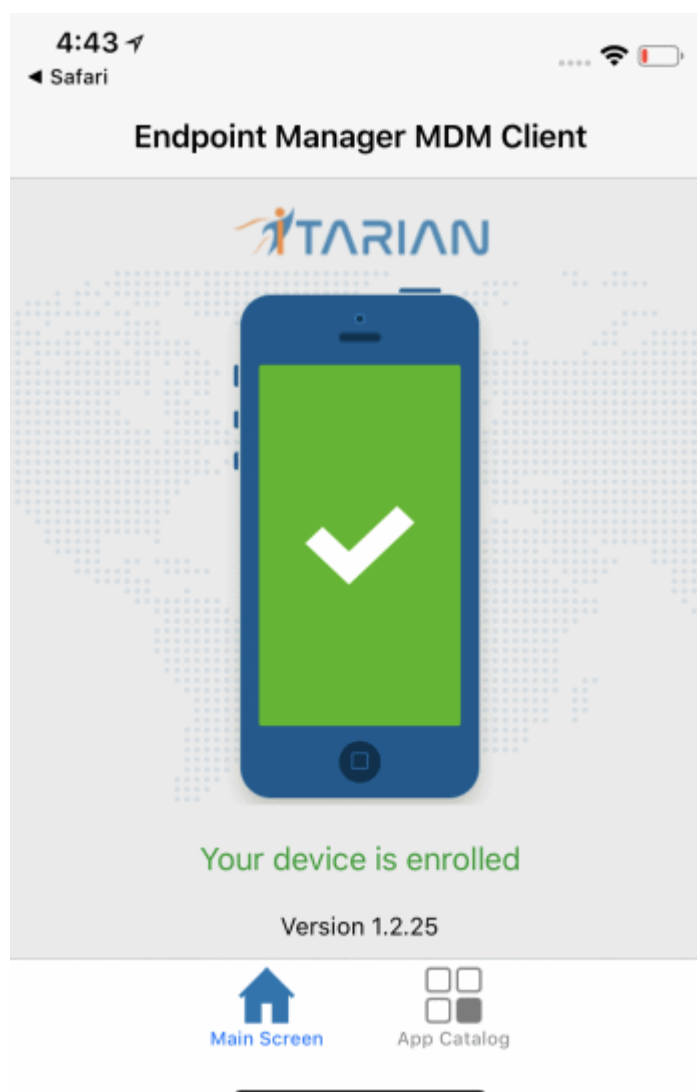 4:43
◀ Safari
Endpoint Manager MDM Client
iTARIAN
Your device is enrolled
Version 1.2.25
Main Screen
App Catalog